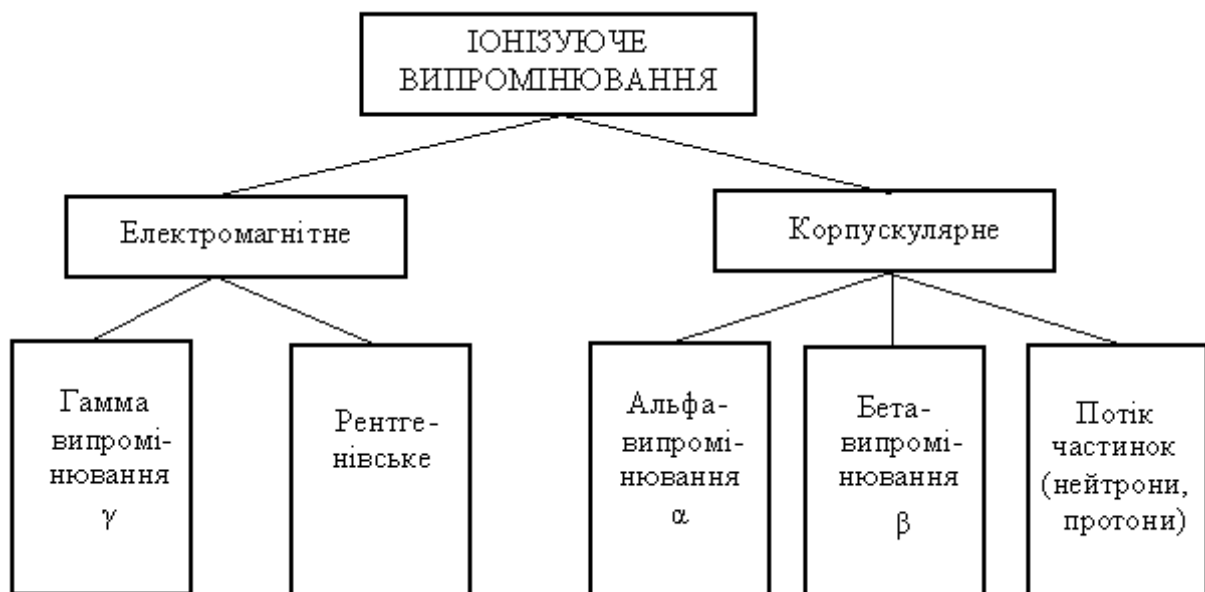 ІОНІЗУЮЧЕ
ВИПРОМІНЮВАННЯ
Електромагнітне
Корпускулярне
Гамма
випромі-
нювання
γ
Рентге-
нівське
Альфа-
випромі-
нювання
α
Бета-
випромі-
нювання
β
Потік
частинок
(нейтрони,
протони)